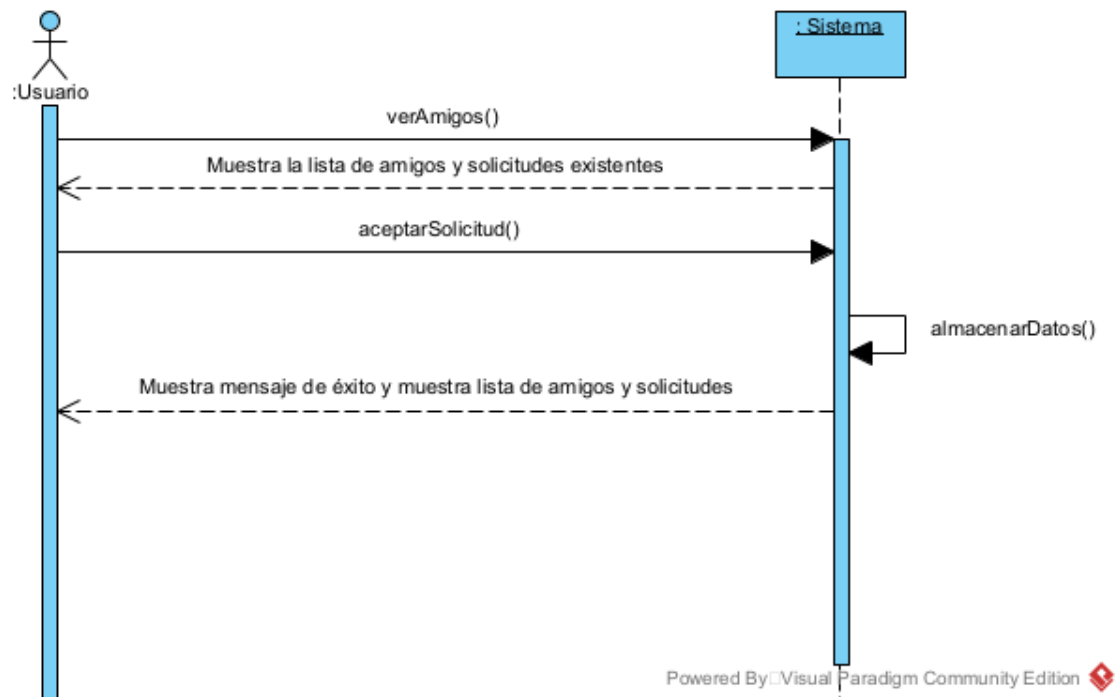 : Sistema
:Usuario
verAmigos()
Muestra la lista de amigos y solicitudes existentes
aceptarSolicitud()
almacenarDatos()
Muestra mensaje de éxito y muestra lista de amigos y solicitudes
Powered By Visual Paradigm Community Edition